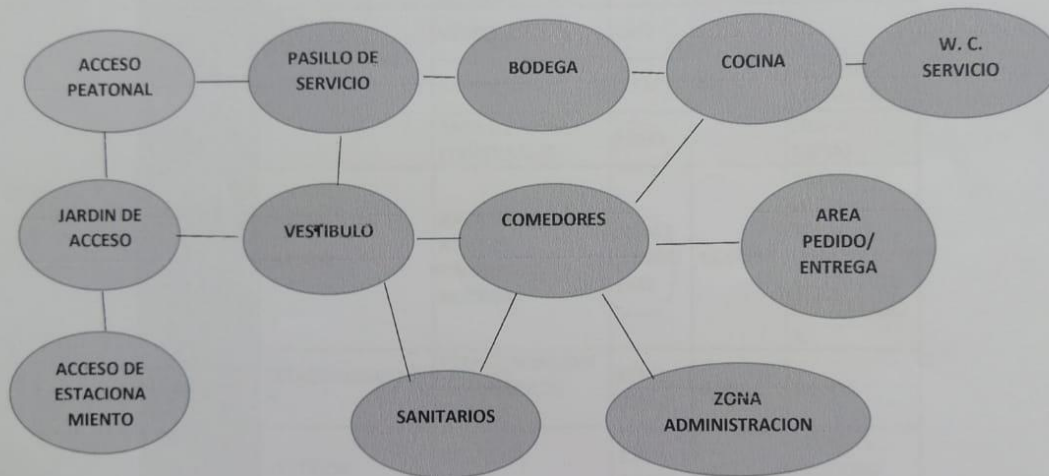 ACCESO
PEATONAL
PASILLO DE
SERVICIO
BODEGA
COCINA
W. C.
SERVICIO
JARDIN DE
ACCESO
VESTIBULO
COMEDORES
AREA
PEDIDO/
ENTREGA
ACCESO DE
ESTACIONA
MIENTO
SANITARIOS
ZONA
ADMINISTRACION